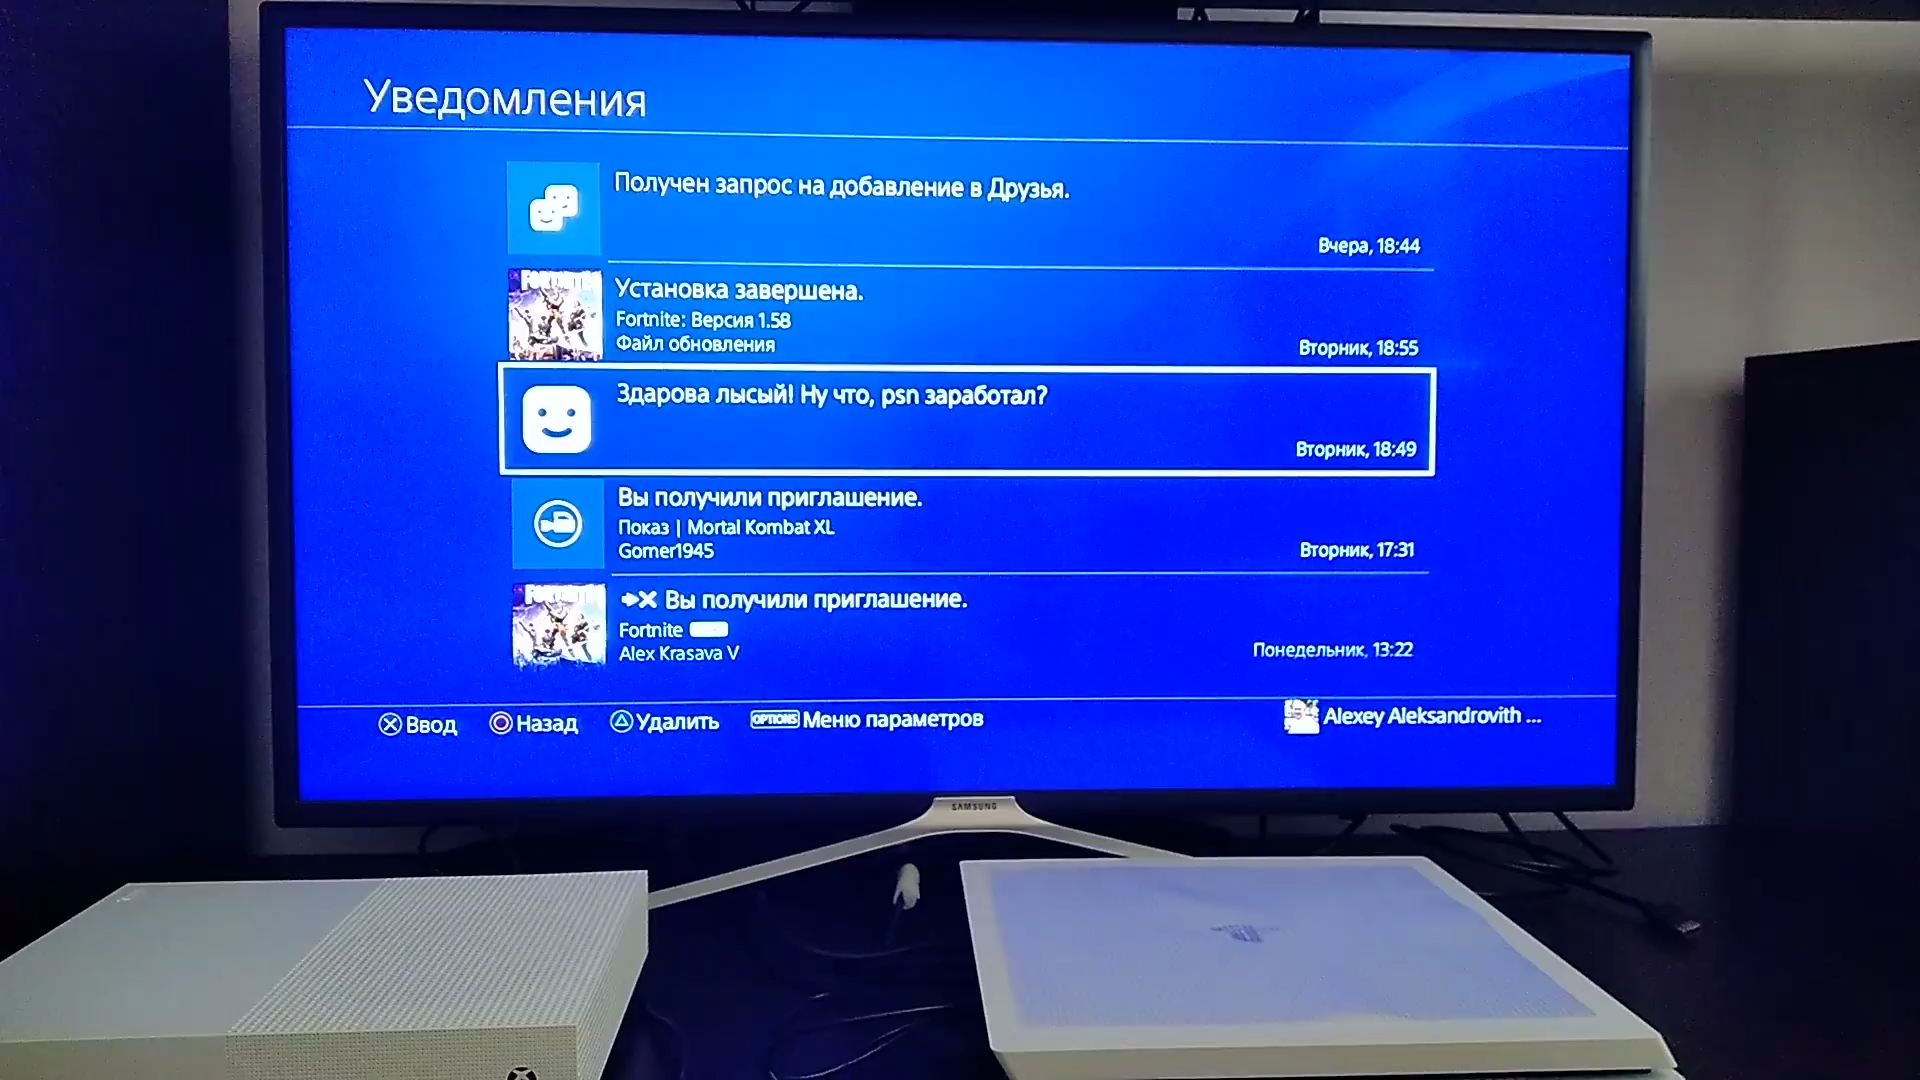 Уведомления
Получен запрос на добавление в Друзья.
Вчера, 18:44
FORTNITE
Установка завершена.
Fortnite: Версия 1.58
Файл обновления
Вторник, 18:55
Здарова лысый! Ну что, psn заработал?
Вторник, 18:49
Вы получили приглашение.
Показ | Mortal Kombat XL
Gomer1945
Вторник, 17:31
FORTNITE
Вы получили приглашение.
Fortnite
Alex Krasava V
Понедельник, 13:22
Ввод
Назад
Удалить
OPTIONS Меню параметров
Alexey Aleksandrovith ...
SAMSUNG